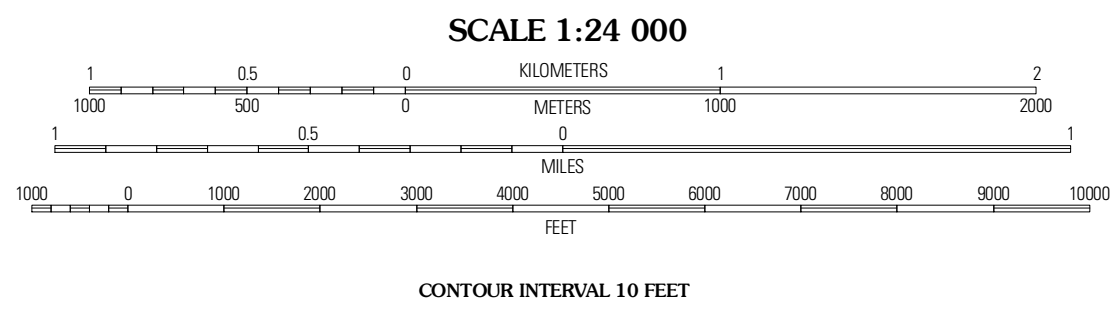 SCALE 1:24 000
1 0.5 0 KILOMETERS 1 2
1000 500 0 METERS 1000 2000
1 0.5 0 1
MILES
1000 0 1000 2000 3000 4000 5000 6000 7000 8000 9000 10000
FEET
CONTOUR INTERVAL 10 FEET